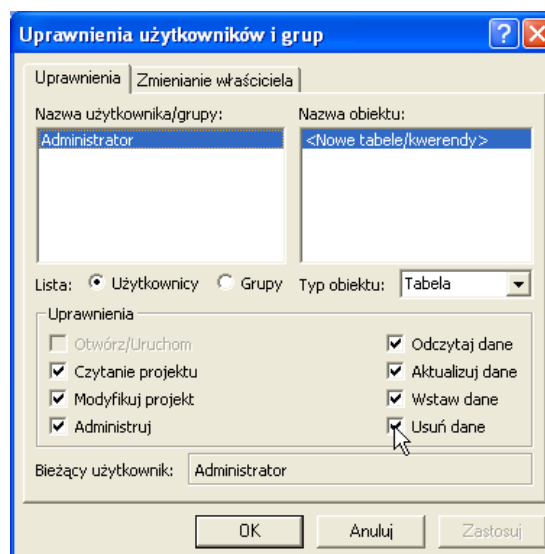 Uprawnienia użytkowników i grup
Uprawnienia Zmienianie właściciela
Nazwa użytkownika/grupy: Nazwa obiektu:
Administrator <Nowe tabele/kwerendy>
Lista: Użytkownicy Grupy Typ obiektu: Tabela
Uprawnienia
Otwórz/Uruchom Odczytaj dane
Czytanie projektu Aktualizuj dane
Modyfikuj projekt Wstaw dane
Administruj Usuń dane
Bieżący użytkownik: Administrator
OK Anuluj Zastosuj